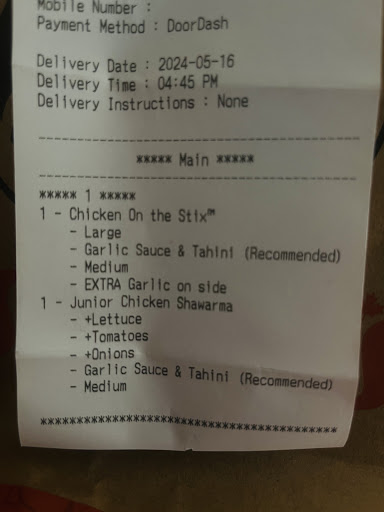 Mobile Number :
Payment Method : DoorDash
Delivery Date : 2024-05-16
Delivery Time : 04:45 PM
Delivery Instructions : None
***** Main *****
***** 1 *****
1 - Chicken On the Stix™
- Large
- Garlic Sauce & Tahini (Recommended)
- Medium
- EXTRA Garlic on side
1 - Junior Chicken Shawarma
- +Lettuce
- +Tomatoes
- +Onions
- Garlic Sauce & Tahini (Recommended)
- Medium